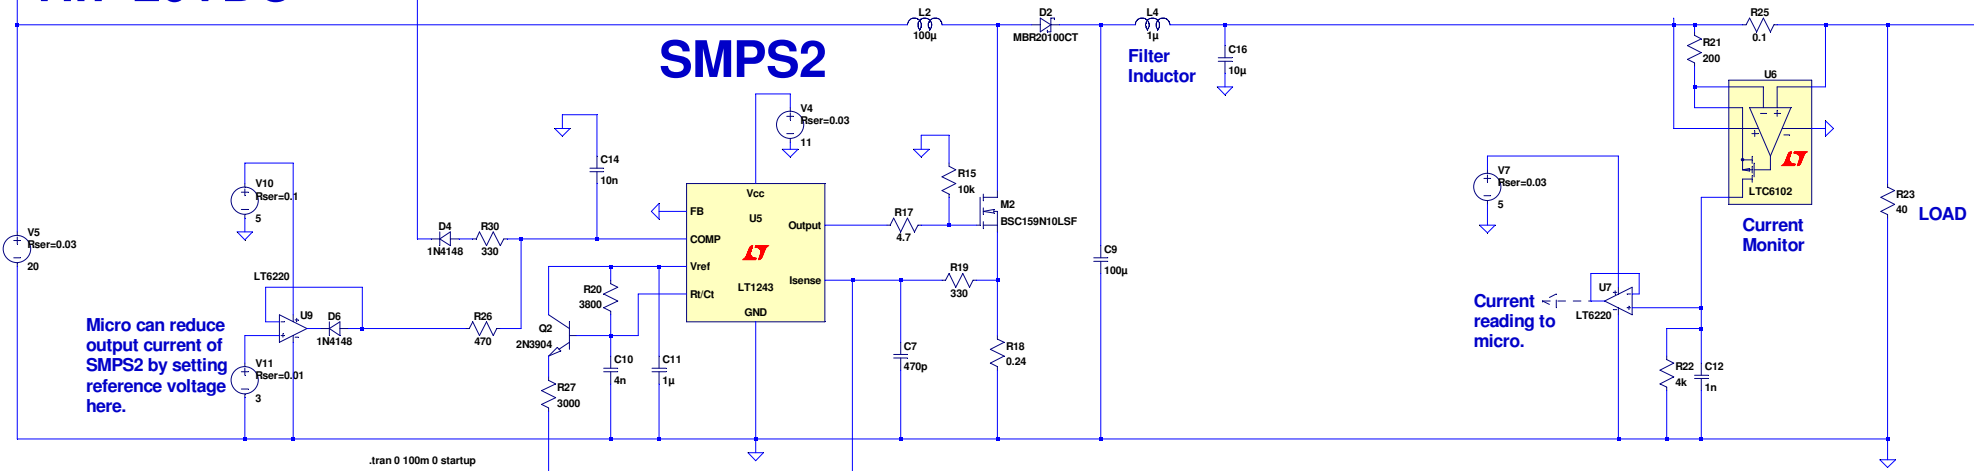 SMPS2
L2
100µ
D2
MBR20100CT
L4
1µ
Filter
Inductor
C16
10µ
R25
0.1
R21
200
U6
LTC6102
Current
Monitor
R23
40
LOAD
V4
Rser=0.03
11
C14
10n
R15
10k
M2
BSC159N10LSF
R17
4.7
V10
Rser=0.1
5
V5
Rser=0.03
20
D4
1N4148
R30
330
Vcc
FB
U5
Output
COMP
Vref
Isense
LT1243
Rt/Ct
GND
R19
330
C9
100µ
V7
Rser=0.03
5
U7
LT6220
Current
reading to
micro.
LT6220
U9
D6
1N4148
R26
470
R20
3800
Q2
2N3904
C10
4n
C11
1µ
R27
3000
C7
470p
R18
0.24
R22
4k
C12
1n
Micro can reduce
output current of
SMPS2 by setting
reference voltage
here.
V11
Rser=0.01
3
.tran 0 100m 0 startup